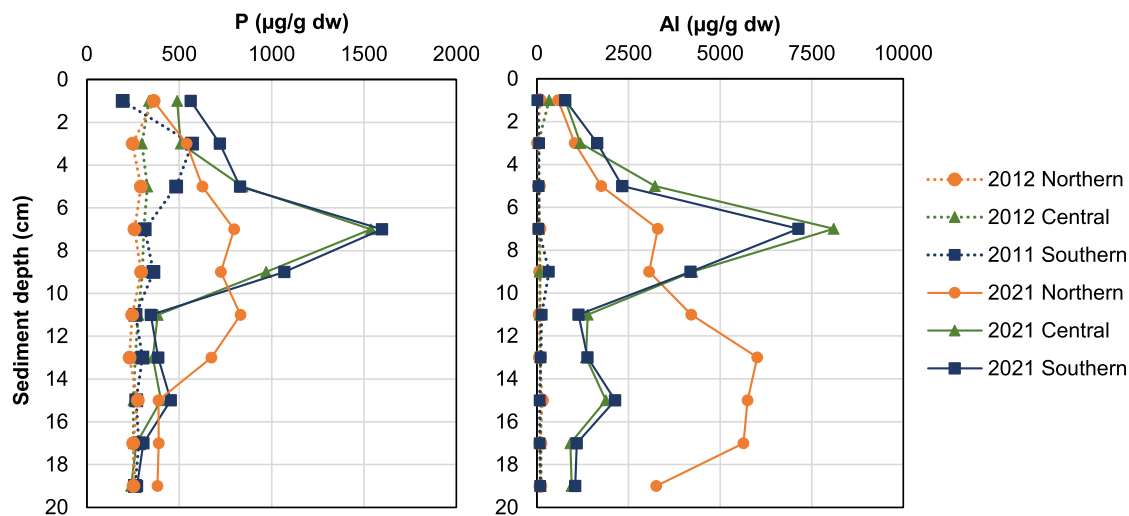 P (µg/g dw)
0 500 1000 1500 2000
Al (µg/g dw)
0 2500 5000 7500 10000
Sediment depth (cm)
0
2
4
6
8
10
12
14
16
18
20
0
2
4
6
8
10
12
14
16
18
20
2012 Northern
2012 Central
2011 Southern
2021 Northern
2021 Central
2021 Southern